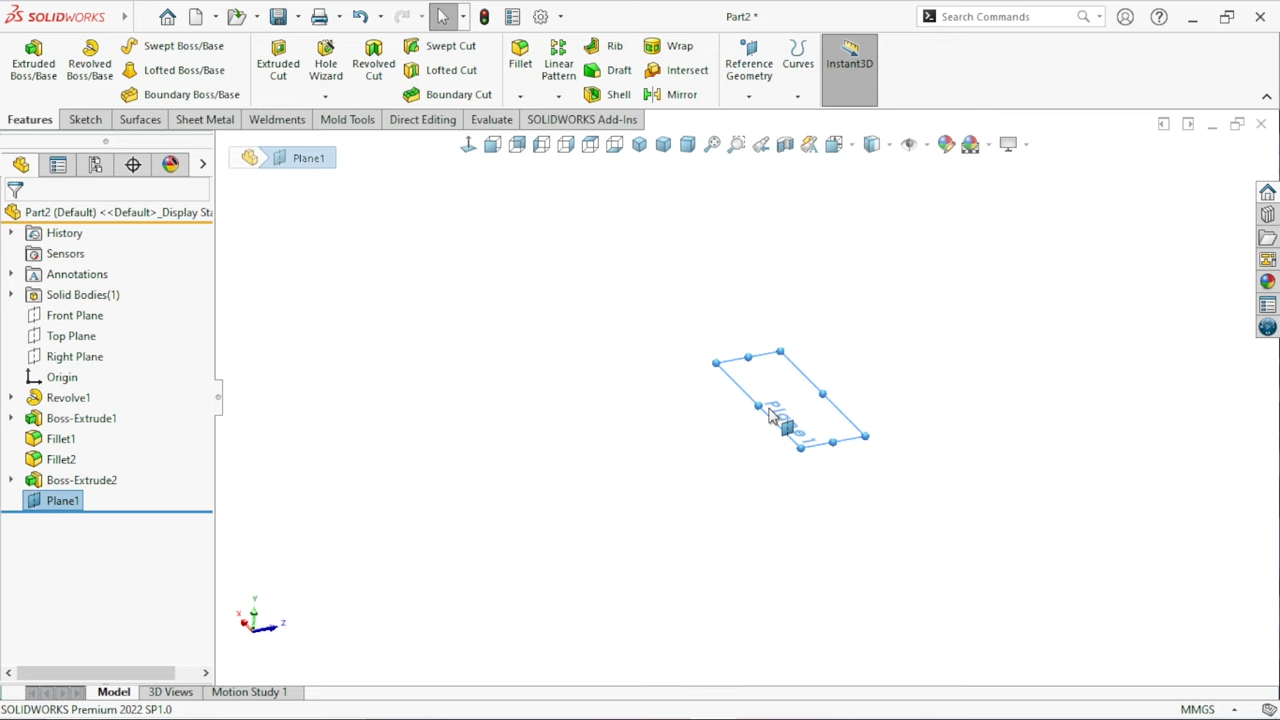 SOLIDWORKS
Part2 *
Search Commands
Extruded Boss/Base
Revolved Boss/Base
Swept Boss/Base
Lofted Boss/Base
Boundary Boss/Base
Extruded Cut
Hole Wizard
Revolved Cut
Swept Cut
Lofted Cut
Boundary Cut
Fillet
Linear Pattern
Rib
Draft
Shell
Wrap
Intersect
Mirror
Reference Geometry
Curves
Instant3D
Features
Sketch
Surfaces
Sheet Metal
Weldments
Mold Tools
Direct Editing
Evaluate
SOLIDWORKS Add-Ins
Plane1
Part2 (Default) <<Default>_Display Sta
History
Sensors
Annotations
Solid Bodies(1)
Front Plane
Top Plane
Right Plane
Origin
Revolve1
Boss-Extrude1
Fillet1
Fillet2
Boss-Extrude2
Plane1
Plane1
Y
X
Z
Model
3D Views
Motion Study 1
SOLIDWORKS Premium 2022 SP1.0
MMGS